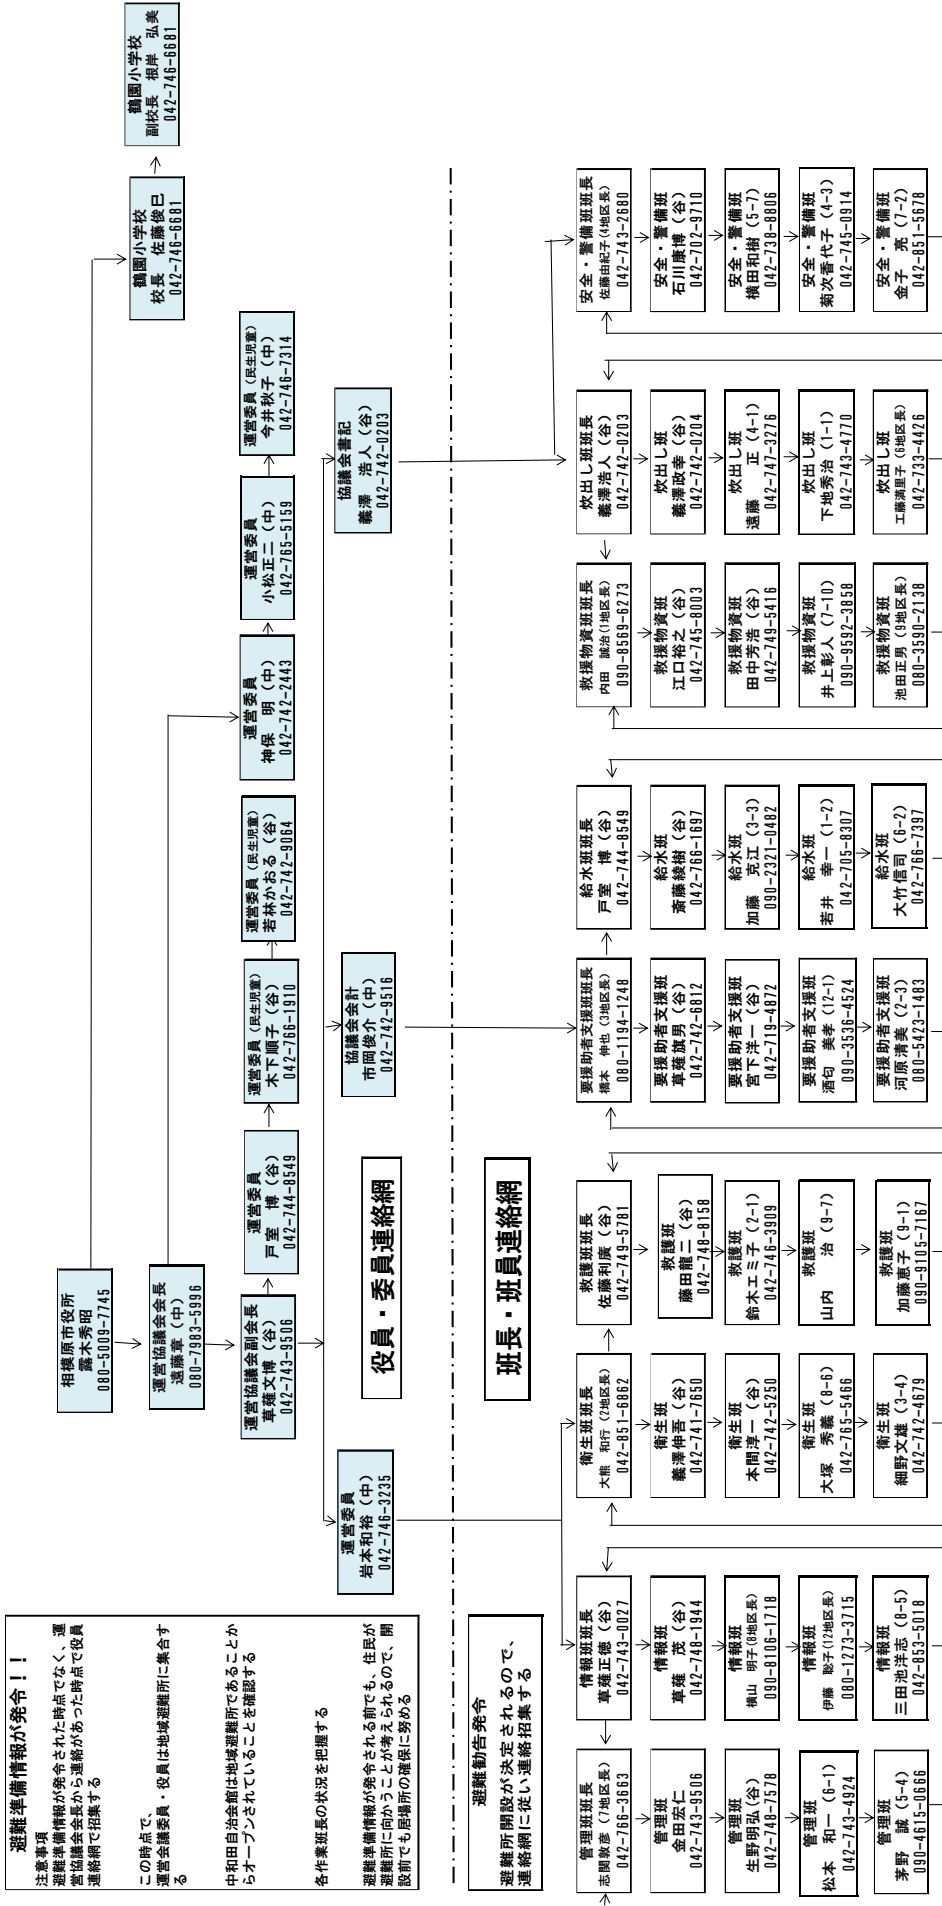 避難準備情報が発令！！
注意事項
避難準備情報が発令された時点でなく、運
営協議会会長から連絡があった時点で役員
連絡網で招集する
この時点で、
運営会議委員・役員は地域避難所に集合す
る
中和田自治会館は地域避難所であることか
らオープンされていることを確認する
各作業班長の状況を把握する
避難準備情報が発令される前でも、住民が
避難所に向かうことが考えられるので、開
設前でも居場所の確保に努める
相模原市役所
露木秀昭
080-5009-7745
運営協議会会長
遠藤章（中）
080-7983-5996
運営協議会副会長
草薙文博（谷）
042-743-9506
運営委員
戸室　博（谷）
042-744-8549
運営委員（民生児童）
木下順子（谷）
042-766-1910
運営委員（民生児童）
若林かおる（谷）
042-742-9064
運営委員
神保　明（中）
042-742-2443
運営委員
小松正二（中）
042-765-5159
運営委員（民生児童）
今井秋子（中）
042-746-7314
鶴園小学校
校長　佐藤俊巳
042-746-6681
鶴園小学校
副校長　根岸　弘美
042-746-6681
運営委員
岩本和裕（中）
042-746-3235
役員・委員連絡網
協議会会計
市岡俊介（中）
042-742-9516
協議会書記
義澤　浩人（谷）
042-742-0203
避難勧告発令
避難所開設が決定されるので、
連絡網に従い連絡招集する
班長・班員連絡網
管理班班長
志関敦彦（7地区長）
042-766-3663
管理班
金田宏仁
042-743-9506
管理班
生野明弘（谷）
042-748-7578
管理班
松本　和一（6-1）
042-743-4924
管理班
茅野　誠（5-4）
090-4615-0666
情報班班長
草薙正徳（谷）
042-743-0027
情報班
草薙　茂（谷）
042-748-1944
情報班
横山　明子（8地区長）
090-8106-1718
情報班
伊藤　聡子（12地区長）
080-1273-3715
情報班
三田池洋志（8-5）
042-853-5018
衛生班班長
大熊　和行（2地区長）
042-851-6862
衛生班
義澤伸吾（谷）
042-741-7650
衛生班
本間淳一（谷）
042-742-5250
衛生班
大塚　秀義（8-6）
042-765-5466
衛生班
細野文雄（3-4）
042-742-4679
救護班班長
佐藤利廣（谷）
042-749-5781
救護班
藤田龍二（谷）
042-748-8158
救護班
鈴木エミ子（2-1）
042-746-3909
救護班
山内　治（9-7）
救護班
加藤恵子（9-1）
090-9105-7167
要援助者支援班班長
橋本　伸也（3地区長）
080-1194-1248
要援助者支援班
草薙旗男（谷）
042-742-6812
要援助者支援班
宮下洋一（谷）
042-719-4872
要援助者支援班
酒匂　美孝（12-1）
090-3536-4524
要援助者支援班
河原清美（2-3）
080-5423-1483
給水班班長
戸室　博（谷）
042-744-8549
給水班
斎藤綾樹（谷）
042-766-1697
給水班
加藤　克江（3-3）
090-2321-0482
給水班
若井　幸一（1-2）
042-705-8307
給水班
大竹信司（6-2）
042-766-7397
救援物資班班長
内田　誠治（1地区長）
090-8569-6273
救援物資班
江口裕之（谷）
042-745-8003
救援物資班
田中芳浩（谷）
042-749-5416
救援物資班
井上彰人（7-10）
090-9592-3858
救援物資班
池田正男（9地区長）
080-3590-2138
炊出し班班長
義澤浩人（谷）
042-742-0203
炊出し班
義澤政幸（谷）
042-742-0204
炊出し班
遠藤　正（4-1）
042-747-3276
炊出し班
下地秀治（1-1）
042-743-4770
炊出し班
工藤満里子（6地区長）
042-733-4426
安全・警備班班長
佐藤由紀子（4地区長）
042-743-2680
安全・警備班
石川康博（谷）
042-702-9710
安全・警備班
横田和樹（5-7）
042-738-8806
安全・警備班
菊次香代子（4-3）
042-745-0914
安全・警備班
金子　亮（7-2）
042-851-5678